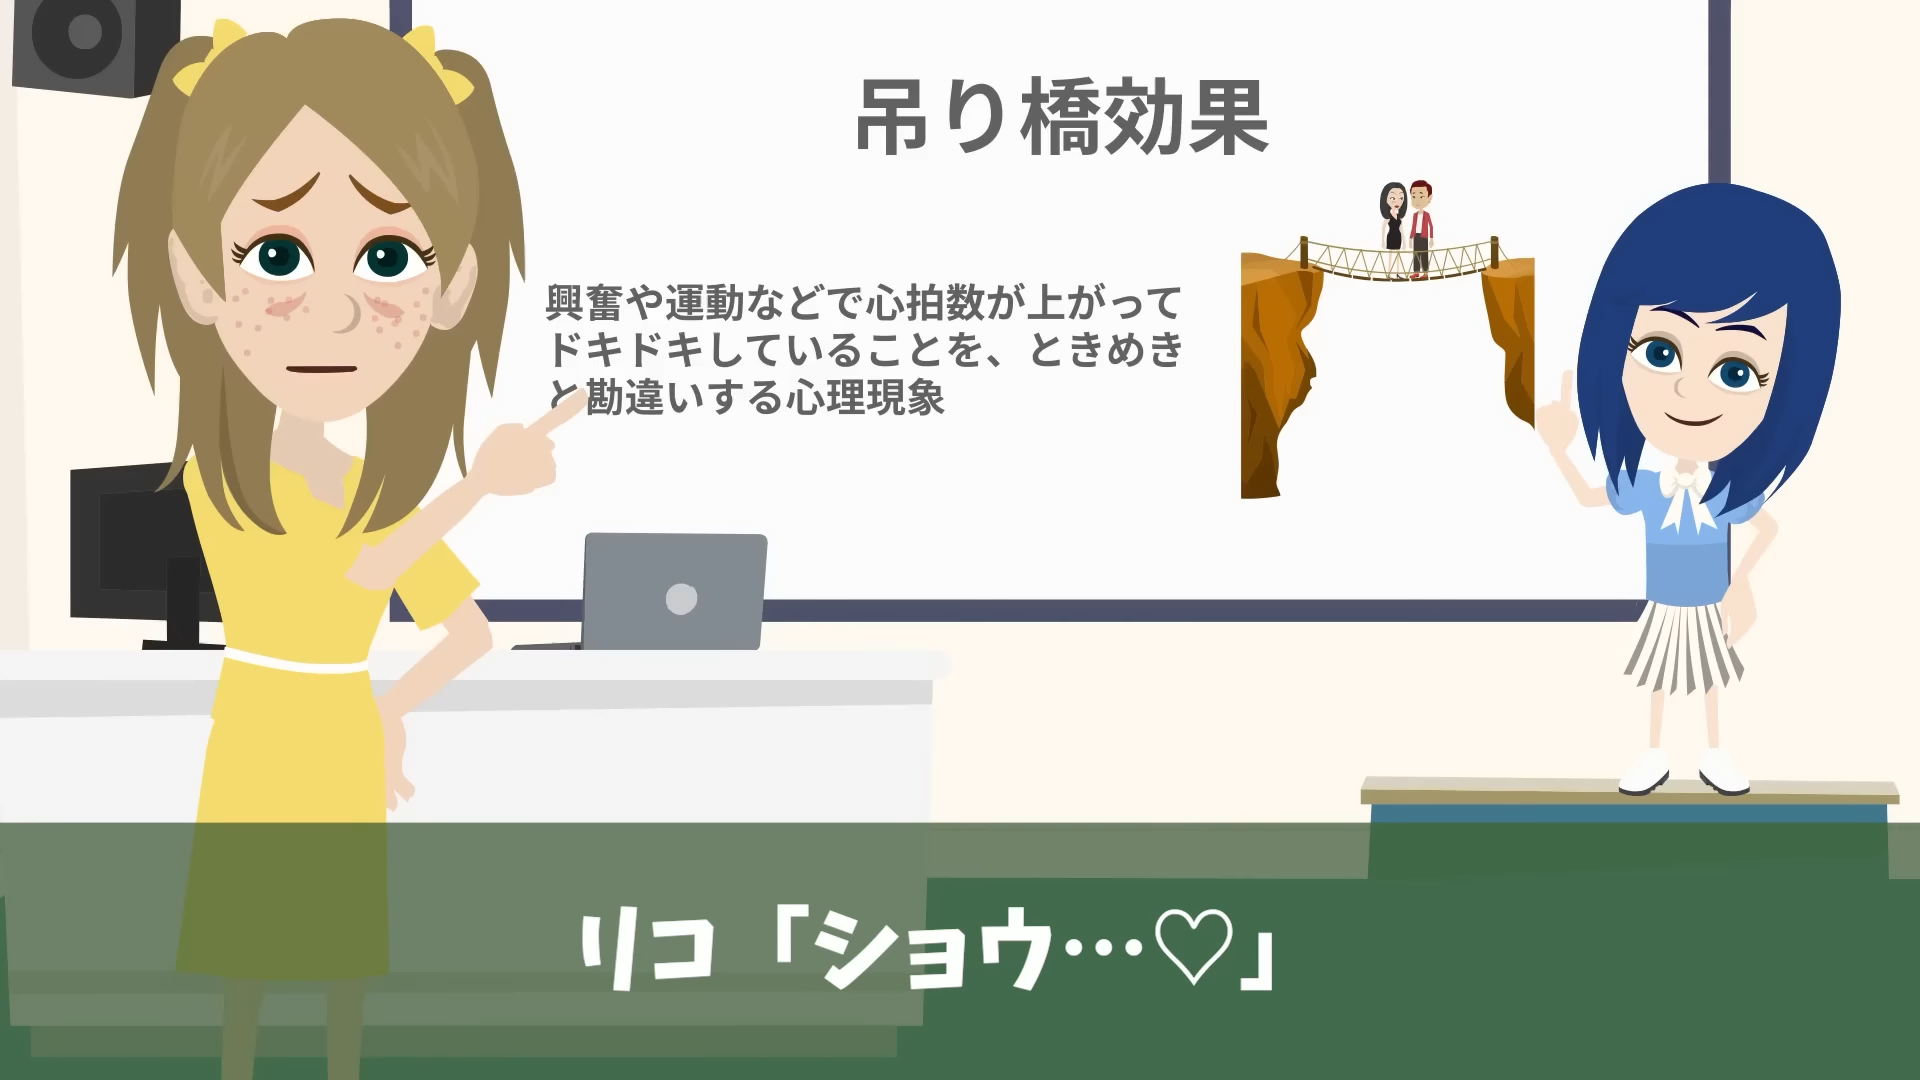 吊り橋効果
興奮や運動などで心拍数が上がって
ドキドキしていることを、ときめき
と勘違いする心理現象
リコ「ショウ…♡」